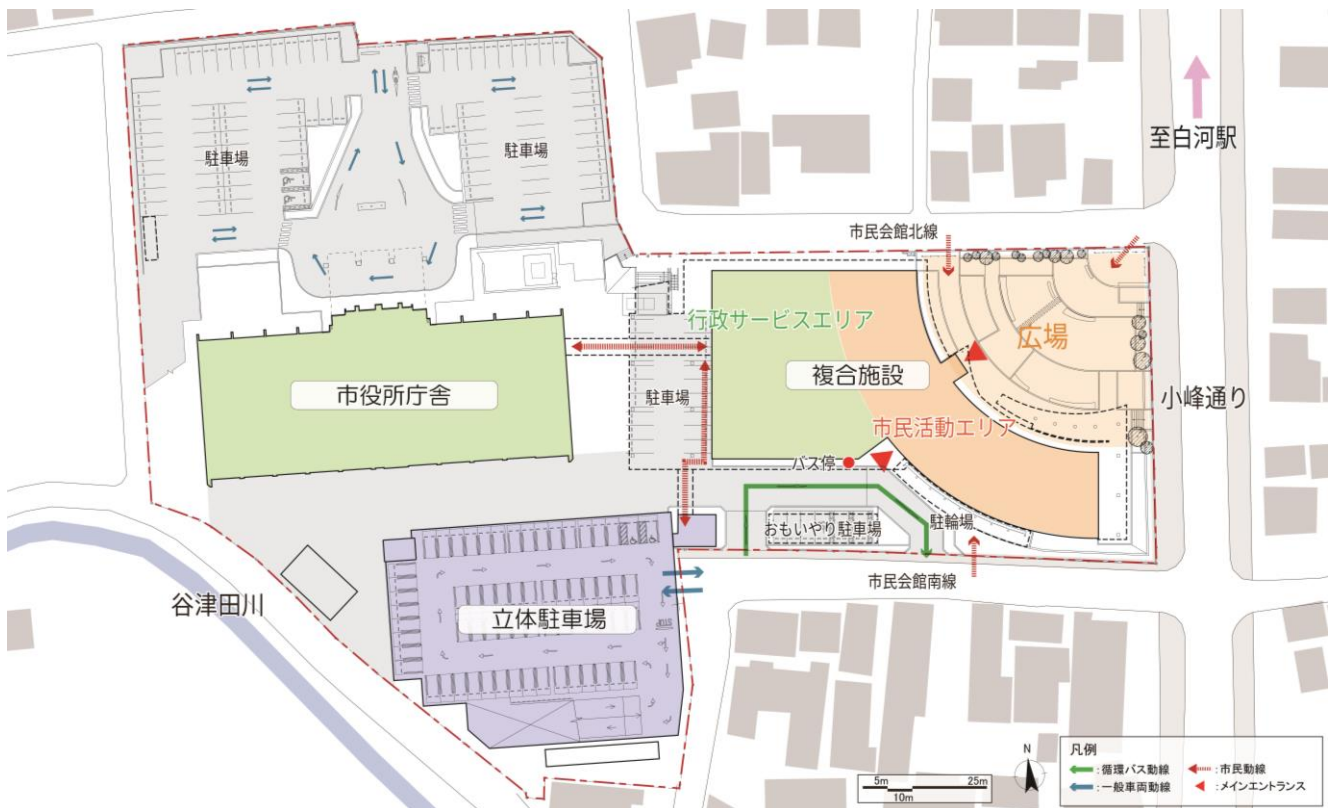 至白河駅
駐車場
駐車場
市民会館北線
行政サービスエリア
広場
市役所庁舎
駐車場
複合施設
小峰通り
市民活動エリア
バス停
おもいやり駐車場
駐輪場
市民会館南線
谷津田川
立体駐車場
STOP
N
5m
25m
10m
凡例
:循環バス動線
:市民動線
:一般車両動線
:メインエントランス